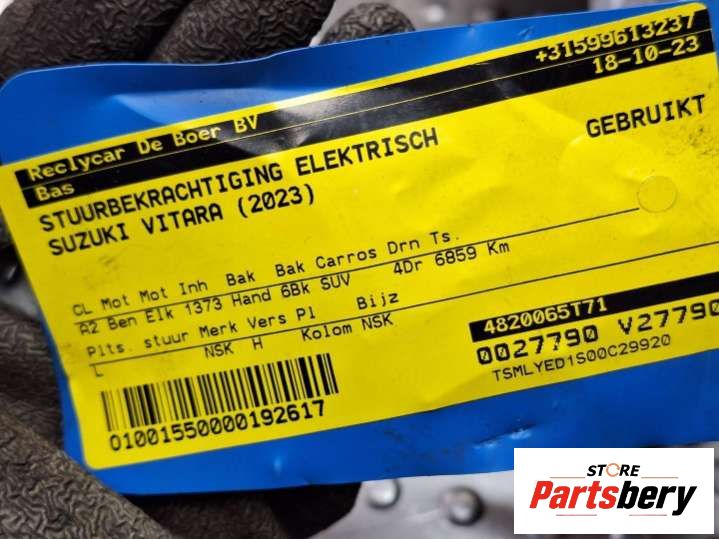 +31599613237
Reclycar De Boer BV
18-10-23
Bas
STUURBEKRACHTIGING ELEKTRISCH
GEBRUIKT
SUZUKI VITARA (2023)
CL Mot Mot Inh Bak Bak Carros Drn Ts.
A2 Ben Elk 1373 Hand 6Bk SUV 4Dr 6859 Km
Plts. stuur Merk Vers Pl Bijz
L NSK H Kolom NSK
4820065T71
0027790 V27790
TSMLYED1S00C29920
01001550000192617
STORE
Partsbery